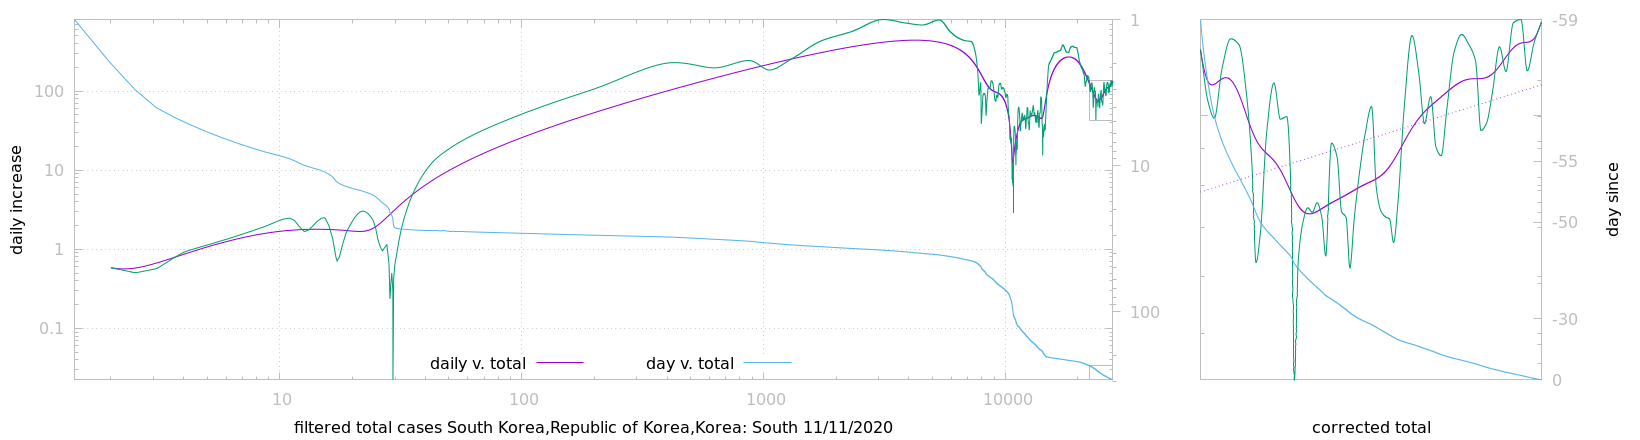 daily increase
100
10
1
0.1
10
100
1000
10000
1
10
100
daily v. total
day v. total
filtered total cases South Korea,Republic of Korea,Korea: South 11/11/2020
-59
-55
-50
-30
0
day since
corrected total